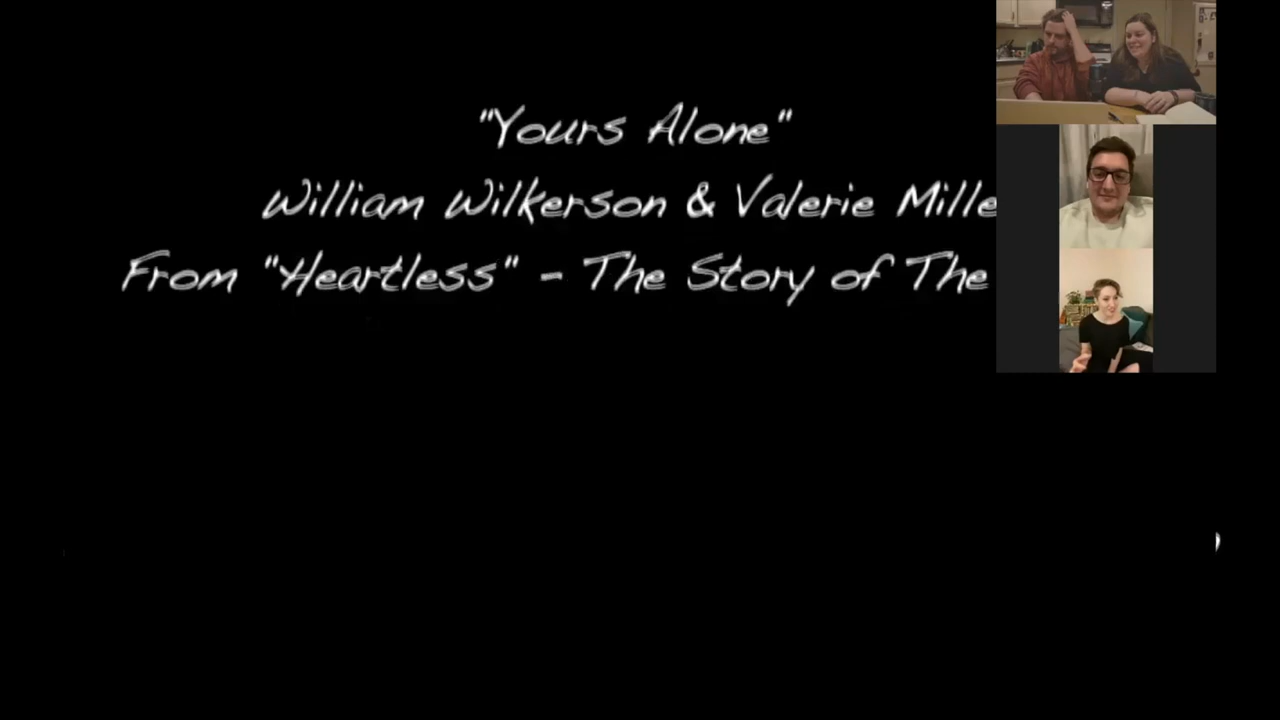 "Yours Alone"
William Wilkerson & Valerie Mille
From "Heartless" - The Story of The